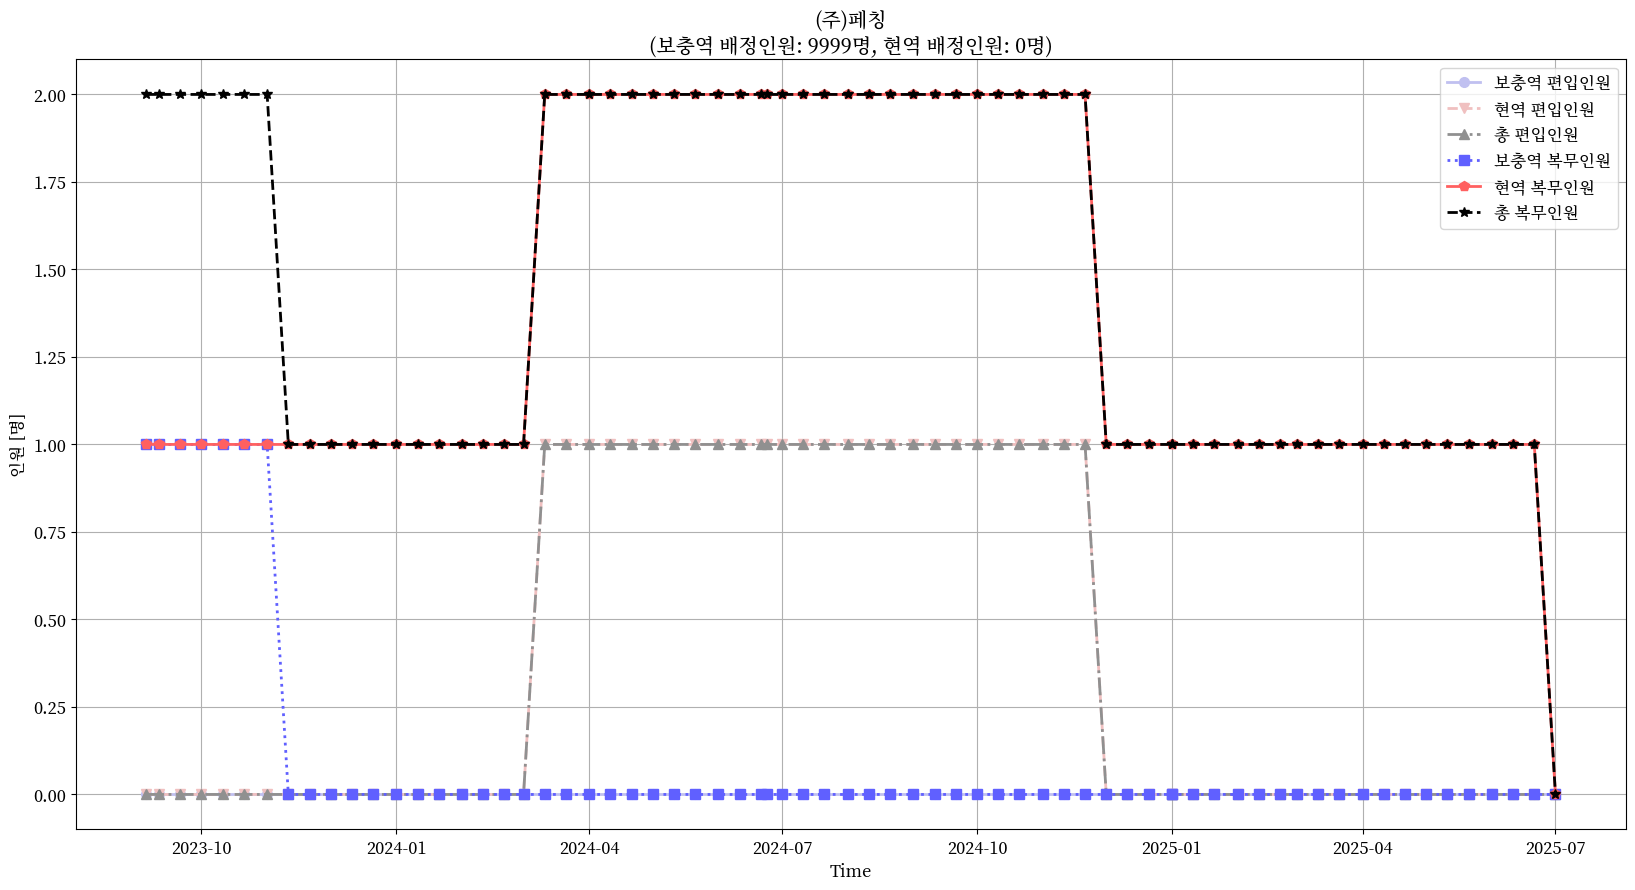 (주)페칭
(보충역 배정인원: 9999명, 현역 배정인원: 0명)
보충역 편입인원
현역 편입인원
총 편입인원
보충역 복무인원
현역 복무인원
총 복무인원
인원 [명]
2.00
1.75
1.50
1.25
1.00
0.75
0.50
0.25
0.00
2023-10
2024-01
2024-04
2024-07
2024-10
2025-01
2025-04
2025-07
Time